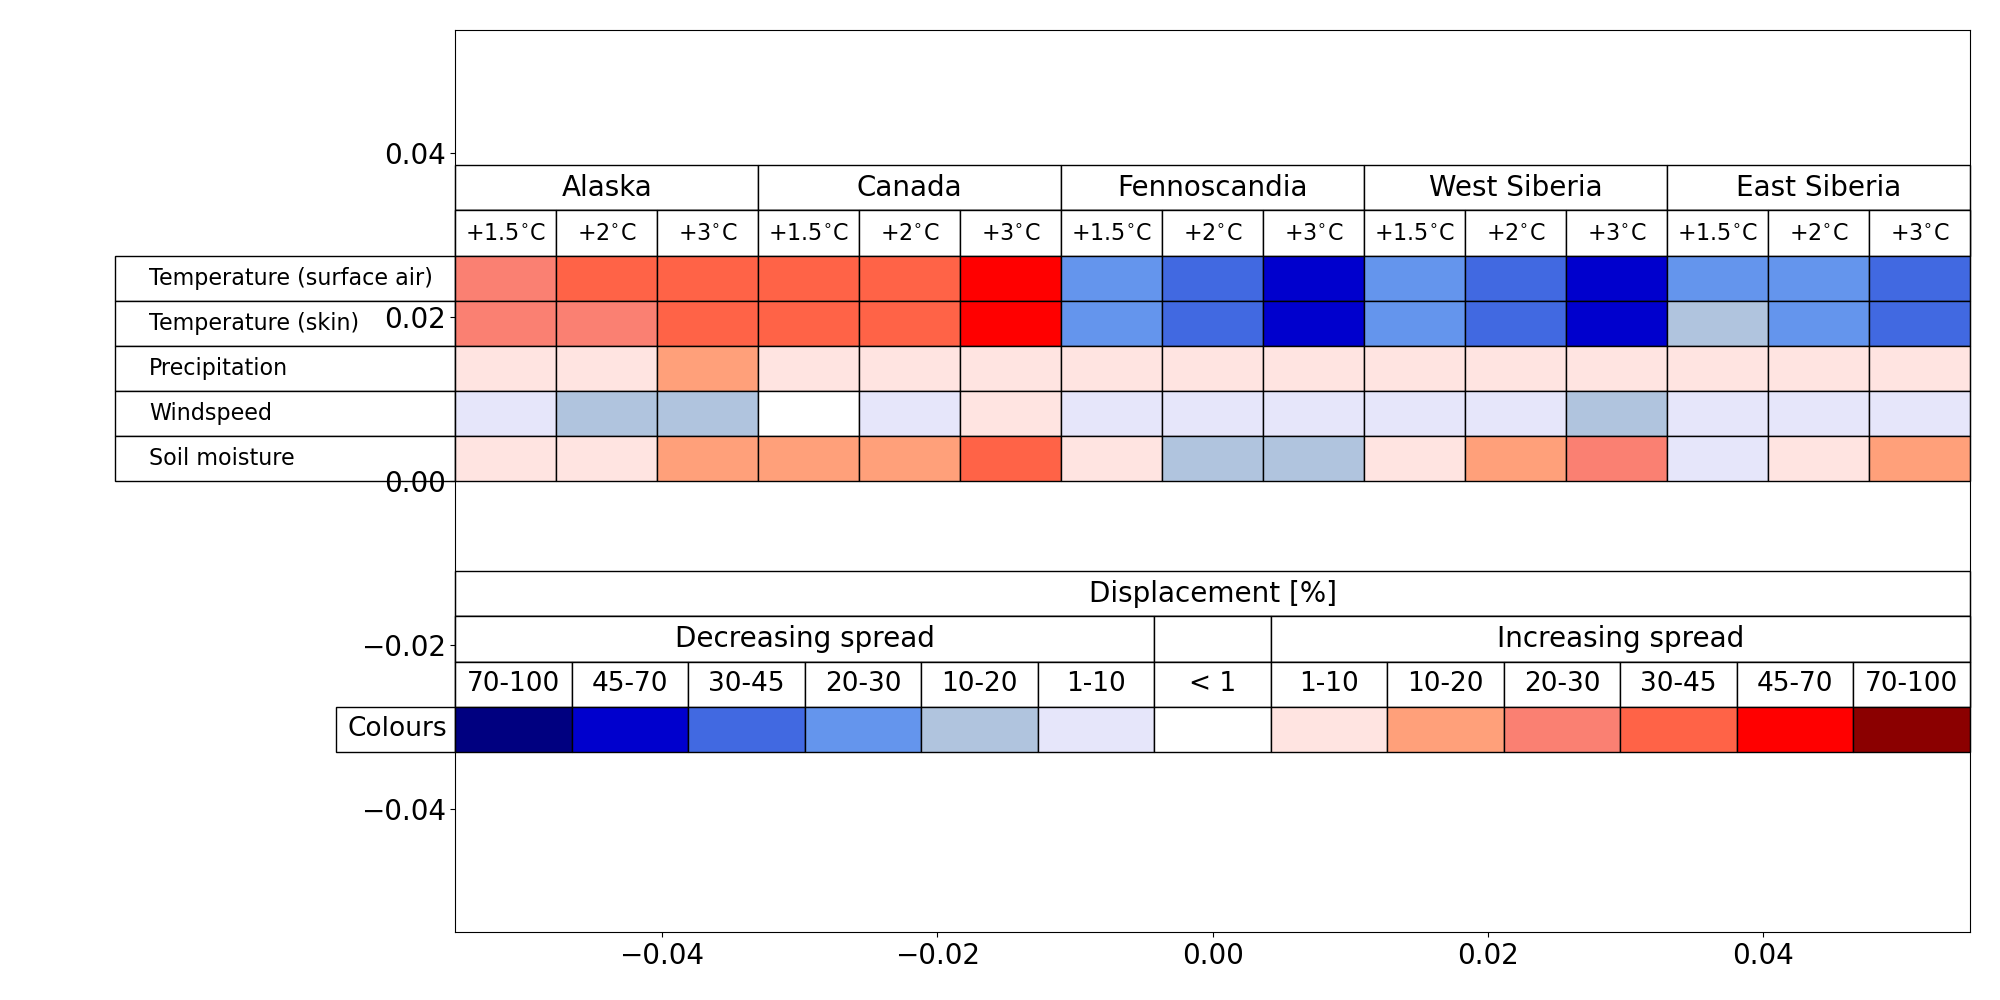 0.04
Alaska Canada Fennoscandia West Siberia East Siberia
+1.5°C +2°C +3°C +1.5°C +2°C +3°C +1.5°C +2°C +3°C +1.5°C +2°C +3°C +1.5°C +2°C +3°C
Temperature (surface air)
Temperature (skin) 0.02
Precipitation
Windspeed
Soil moisture
0.00
Displacement [%]
−0.02 Decreasing spread Increasing spread
70-100 45-70 30-45 20-30 10-20 1-10 < 1 1-10 10-20 20-30 30-45 45-70 70-100
Colours
−0.04
−0.04 −0.02 0.00 0.02 0.04